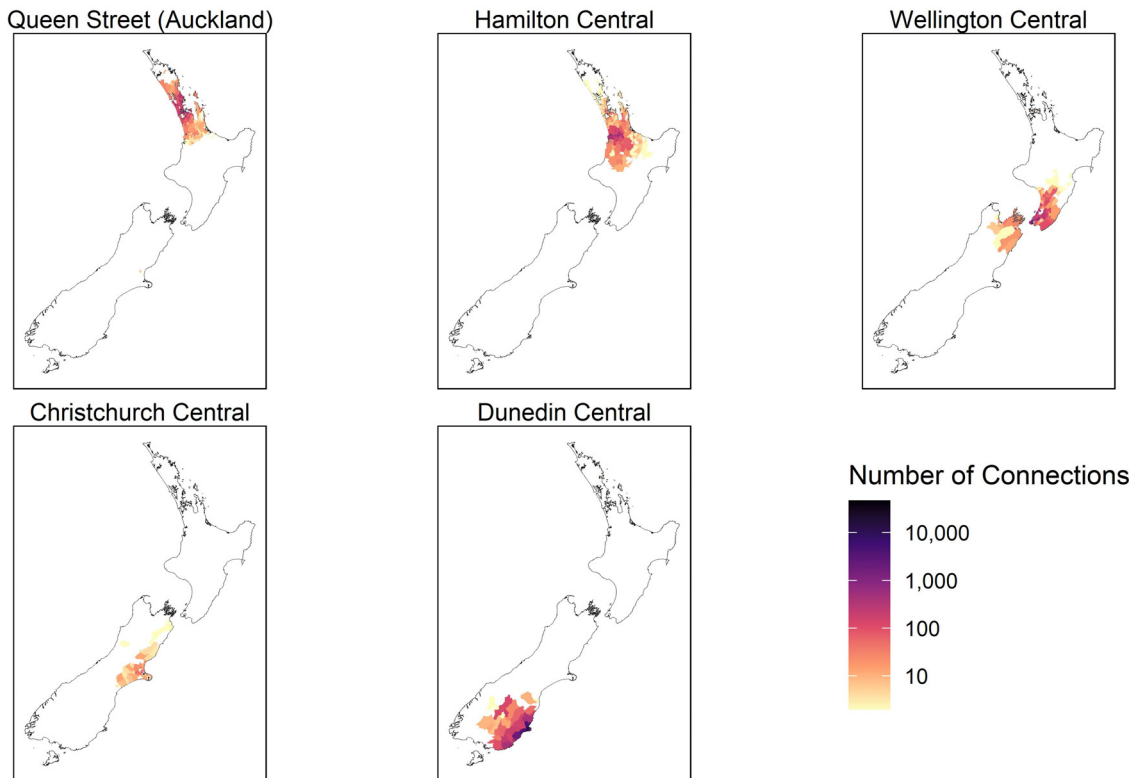 Queen Street (Auckland)
Hamilton Central
Wellington Central
Christchurch Central
Dunedin Central
Number of Connections
10,000
1,000
100
10